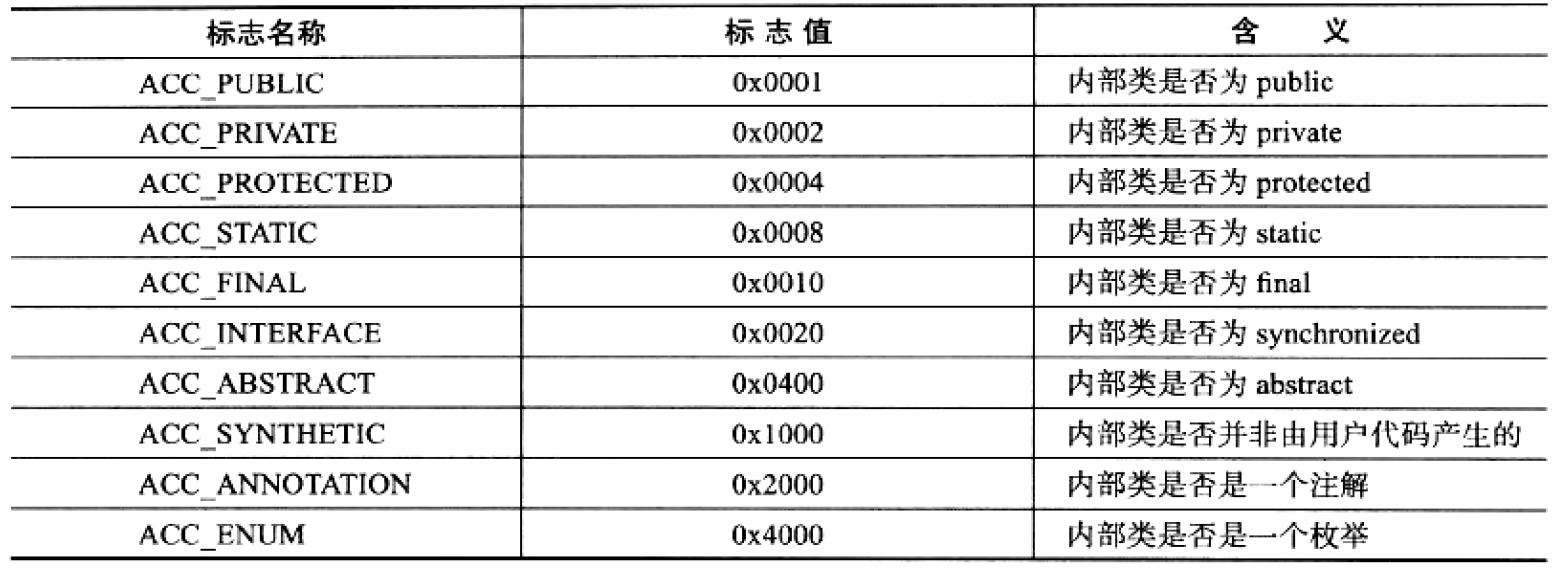 标志名称 标志值 含 义
ACC_PUBLIC 0x0001 内部类是否为 public
ACC_PRIVATE 0x0002 内部类是否为 private
ACC_PROTECTED 0x0004 内部类是否为 protected
ACC_STATIC 0x0008 内部类是否为 static
ACC_FINAL 0x0010 内部类是否为 final
ACC_INTERFACE 0x0020 内部类是否为 synchronized
ACC_ABSTRACT 0x0400 内部类是否为 abstract
ACC_SYNTHETIC 0x1000 内部类是否并非由用户代码产生的
ACC_ANNOTATION 0x2000 内部类是否是一个注解
ACC_ENUM 0x4000 内部类是否是一个枚举